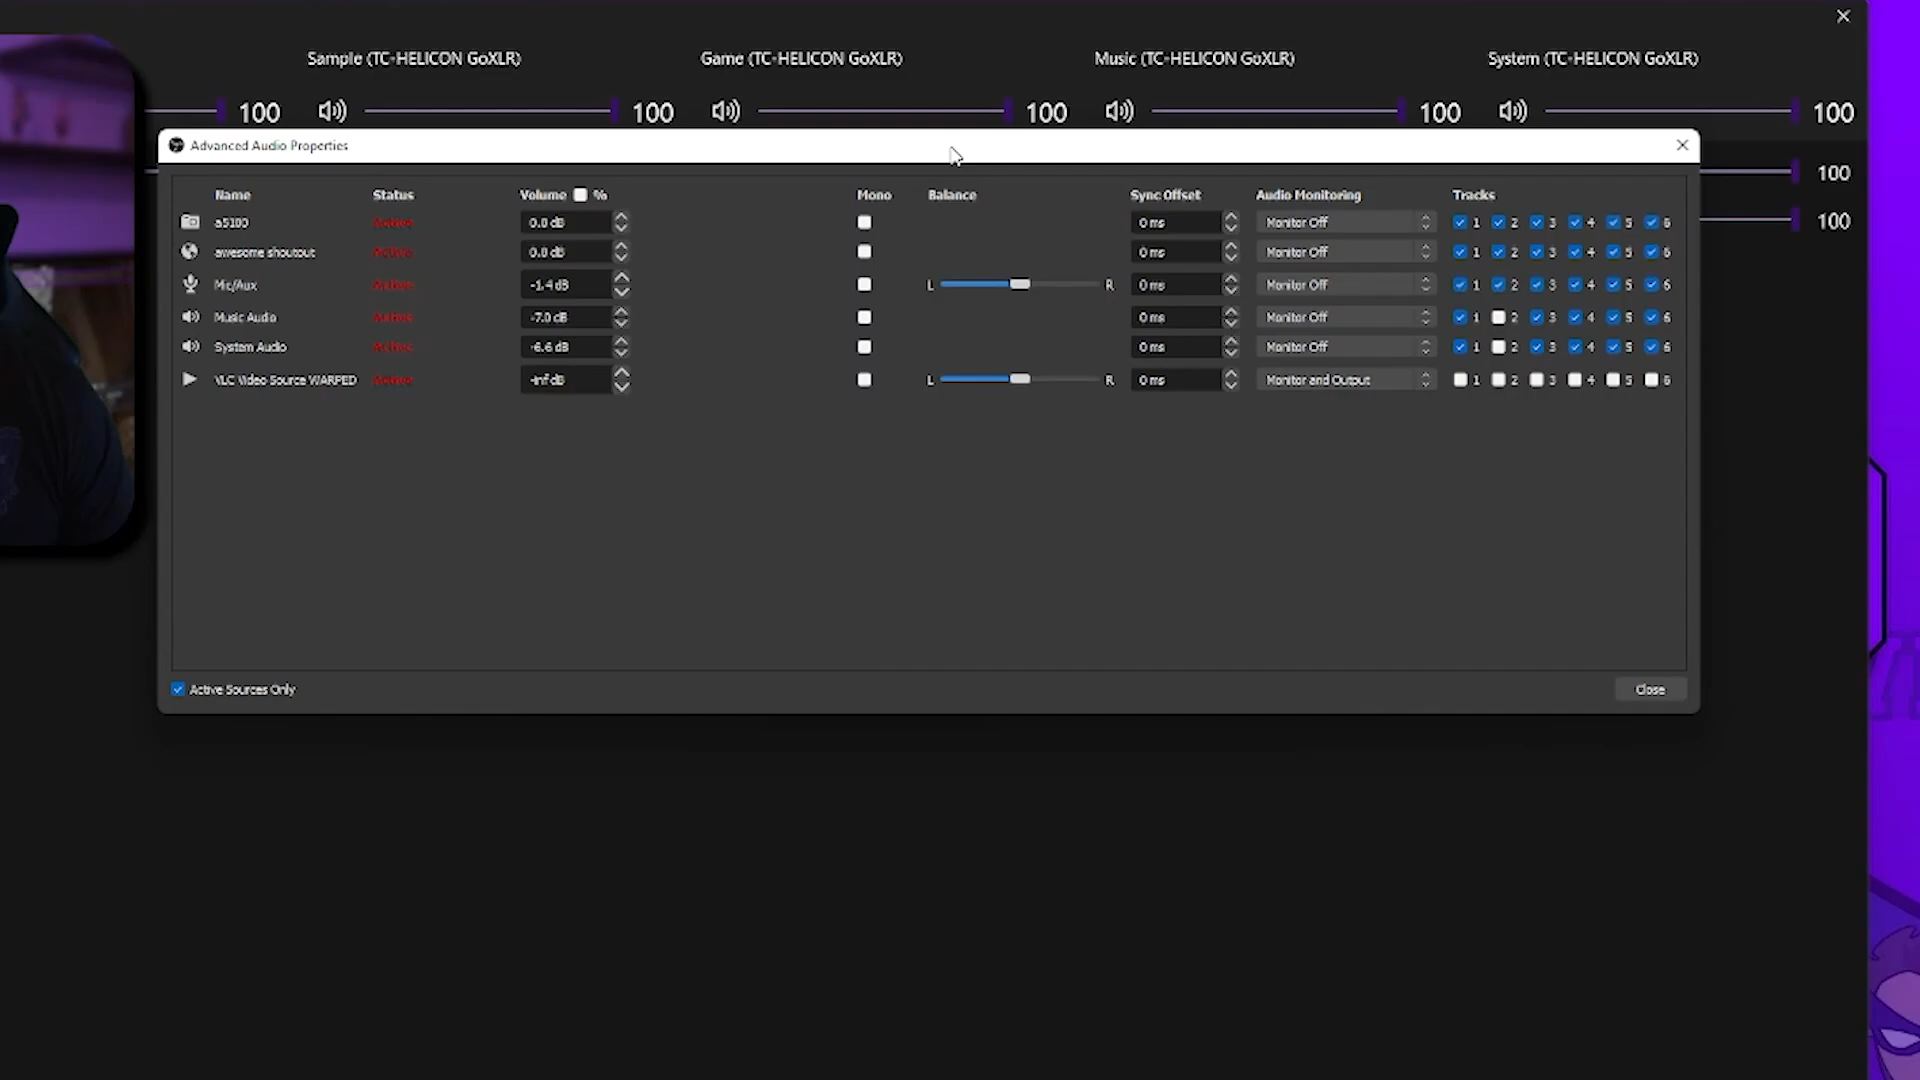 Sample (TC-HELICON GoXLR) Game (TC-HELICON GoXLR) Music (TC-HELICON GoXLR) System (TC-HELICON GoXLR)
100 100 100 100 100
Advanced Audio Properties
100
Name Status Volume % Mono Balance Sync Offset Audio Monitoring Tracks
a5100 Active 0.0 dB 0 ms Monitor Off 1 2 3 4 5 6
100
awesome shoutout Active 0.0 dB 0 ms Monitor Off 1 2 3 4 5 6
Mic/Aux Active -1.4 dB L R 0 ms Monitor Off 1 2 3 4 5 6
Music Audio Active -7.0 dB 0 ms Monitor Off 1 2 3 4 5 6
System Audio Active -6.6 dB 0 ms Monitor Off 1 2 3 4 5 6
VLC Video Source WARPED Active -inf dB L R 0 ms Monitor and Output 1 2 3 4 5 6
Active Sources Only Close